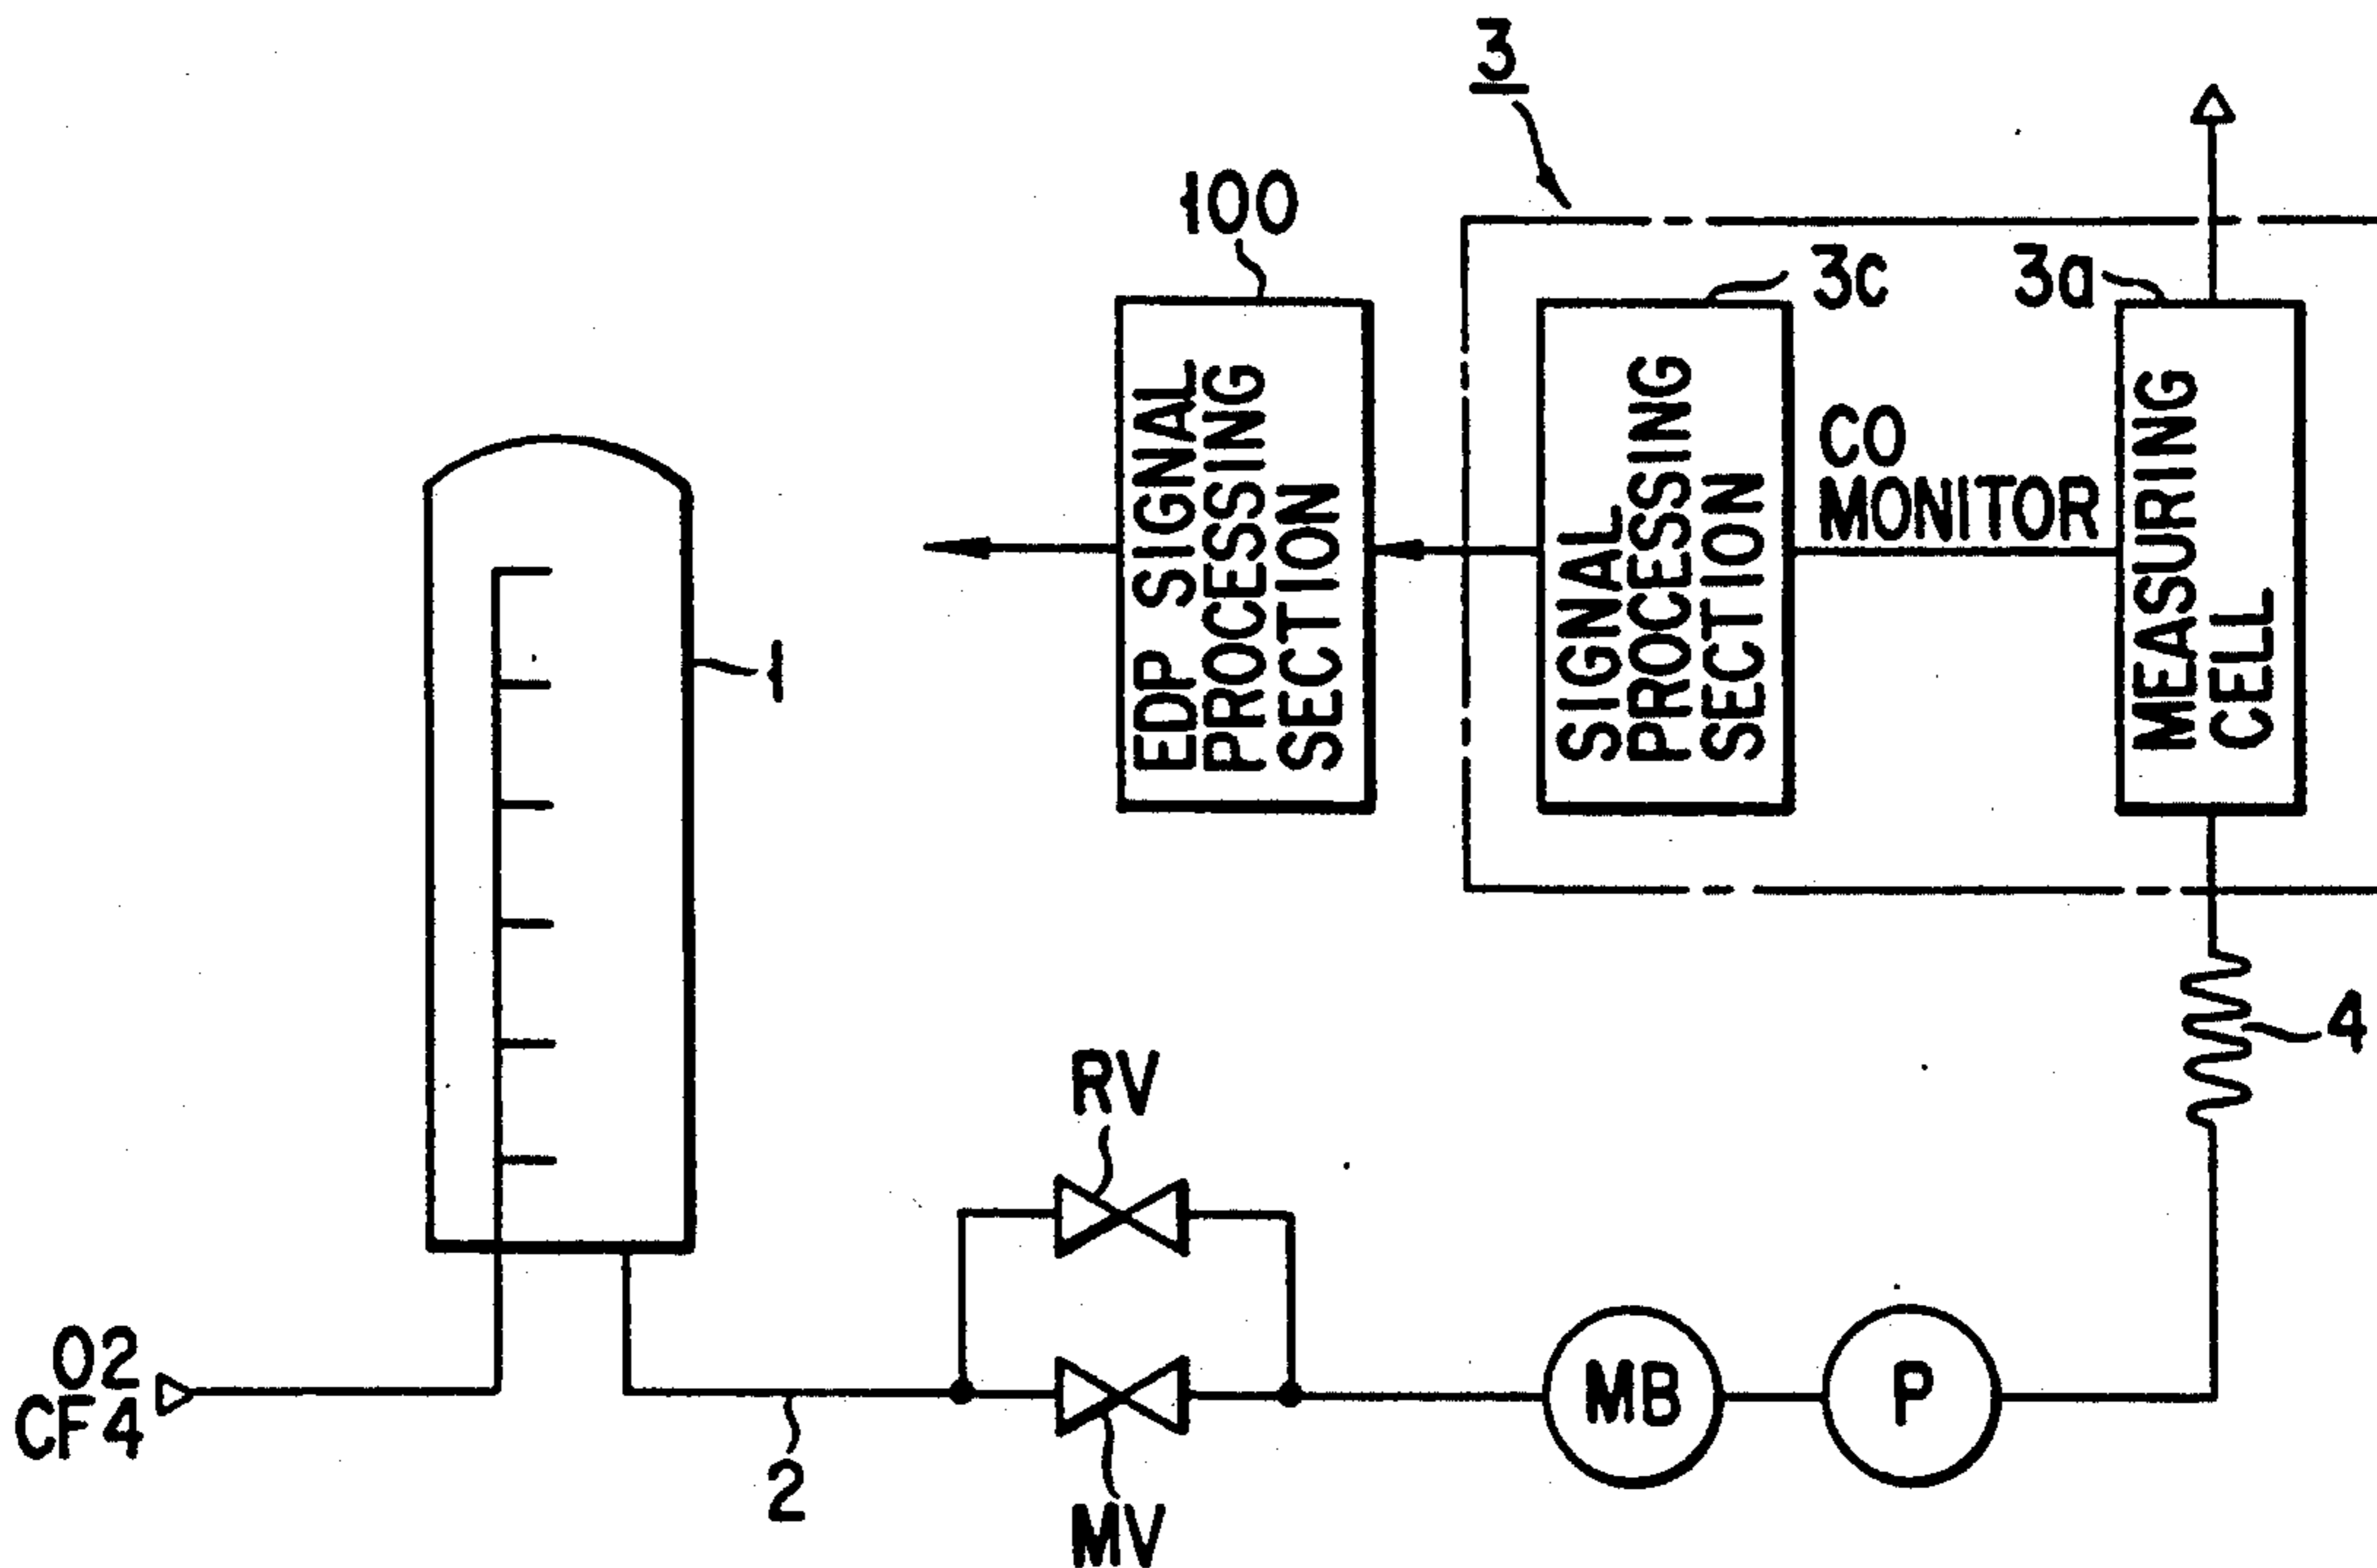 3
100
3c
3a
EDP SIGNAL
PROCESSING
SECTION
SIGNAL
PROCESSING
SECTION
CO
MONITOR
MEASURING
CELL
1
4
RV
O2
CF4
2
MV
MB
P